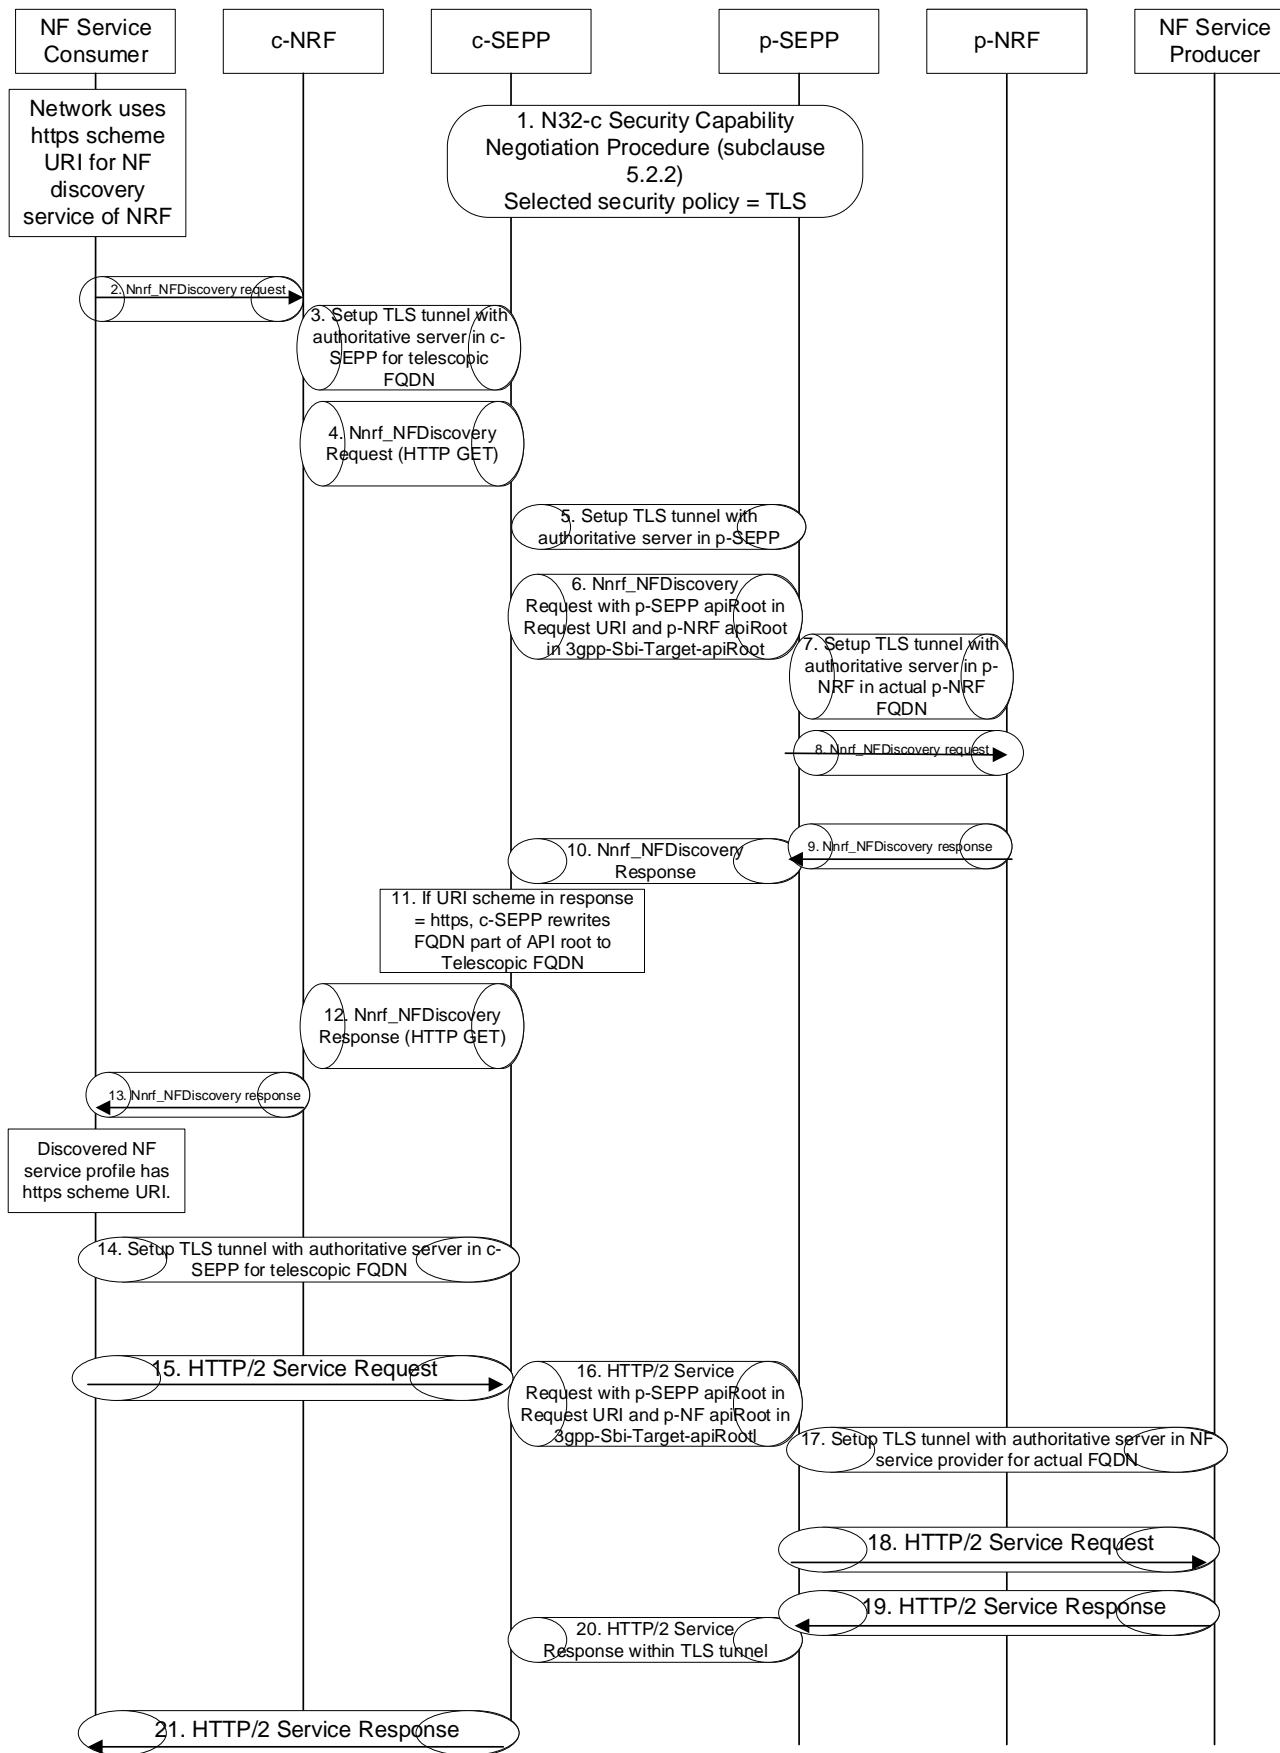 NF Service
Consumer
c-NRF
c-SEPP
p-SEPP
p-NRF
NF Service
Producer
Network uses
https scheme
URI for NF
discovery
service of NRF
1. N32-c Security Capability
Negotiation Procedure (subclause
5.2.2)
Selected security policy = TLS
2. Nnrf_NFDiscovery request
3. Setup TLS tunnel with
authoritative server in c-
SEPP for telescopic
FQDN
4. Nnrf_NFDiscovery
Request (HTTP GET)
5. Setup TLS tunnel with
authoritative server in p-SEPP
6. Nnrf_NFDiscovery
Request with p-SEPP apiRoot in
Request URI and p-NRF apiRoot
in 3gpp-Sbi-Target-apiRoot
7. Setup TLS tunnel with
authoritative server in p-
NRF in actual p-NRF
FQDN
8. Nnrf_NFDiscovery request
9. Nnrf_NFDiscovery response
10. Nnrf_NFDiscovery
Response
11. If URI scheme in response
= https, c-SEPP rewrites
FQDN part of API root to
Telescopic FQDN
12. Nnrf_NFDiscovery
Response (HTTP GET)
13. Nnrf_NFDiscovery response
Discovered NF
service profile has
https scheme URI.
14. Setup TLS tunnel with authoritative server in c-
SEPP for telescopic FQDN
15. HTTP/2 Service Request
16. HTTP/2 Service
Request with p-SEPP apiRoot in
Request URI and p-NF apiRoot in
3gpp-Sbi-Target-apiRootl
17. Setup TLS tunnel with authoritative server in NF
service provider for actual FQDN
18. HTTP/2 Service Request
19. HTTP/2 Service Response
20. HTTP/2 Service
Response within TLS tunnel
21. HTTP/2 Service Response